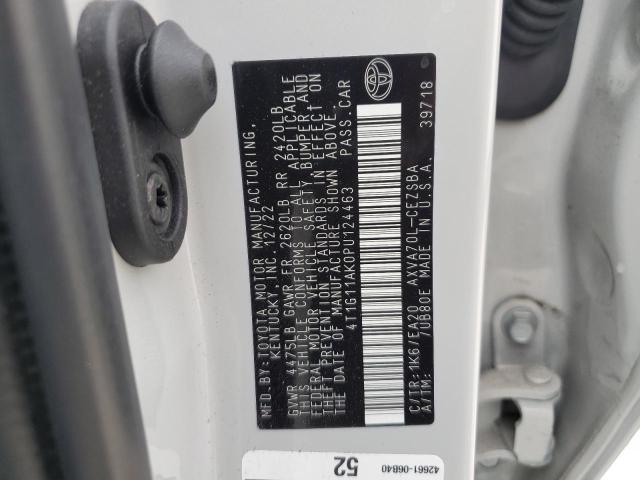 MFD.BY:TOYOTA MOTOR MANUFACTURING,
KENTUCKY, INC. 12/22
GVWR 4475LB GAWR FR 2620LB RR 2420LB
THIS VEHICLE CONFORMS TO ALL APPLICABLE
FEDERAL MOTOR VEHICLE SAFETY, BUMPER, AND
THEFT PREVENTION STANDARDS IN EFFECT ON
THE DATE OF MANUFACTURE SHOWN ABOVE.
4T1G11AK0PU124463 PASS.CAR
C/TR:1K6/EA20 AXVA70L-CEZSBA
A/TM: /UB80E MADE IN U.S.A. 39718
52
42661-06B40